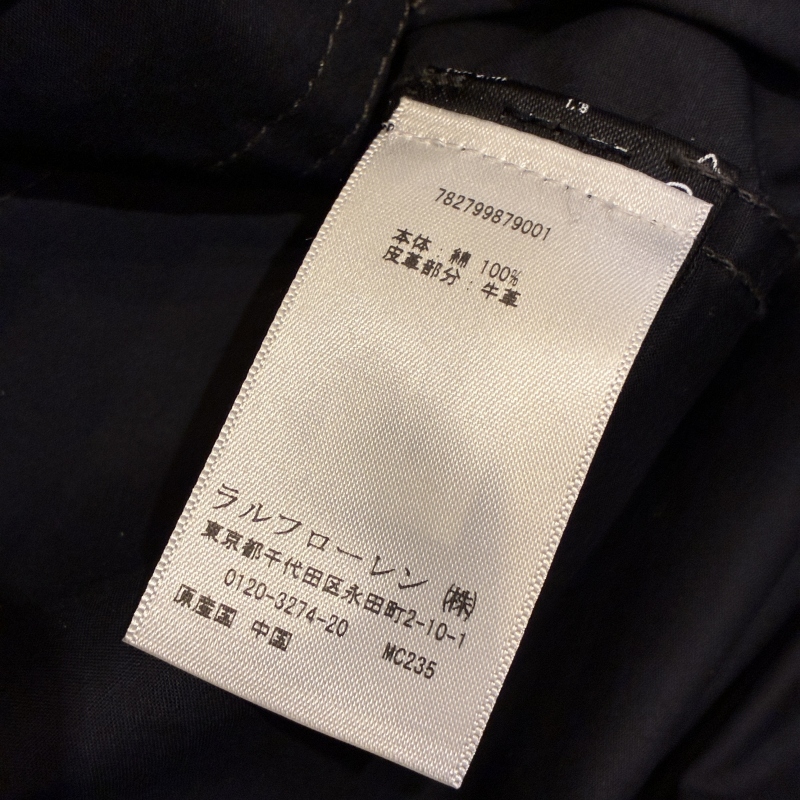 782799879001
本体：綿 100%
皮革部分：牛革
ラルフローレン ㈱
東京都千代田区永田町2-10-1
0120-3274-20
原産国 中国 MC235